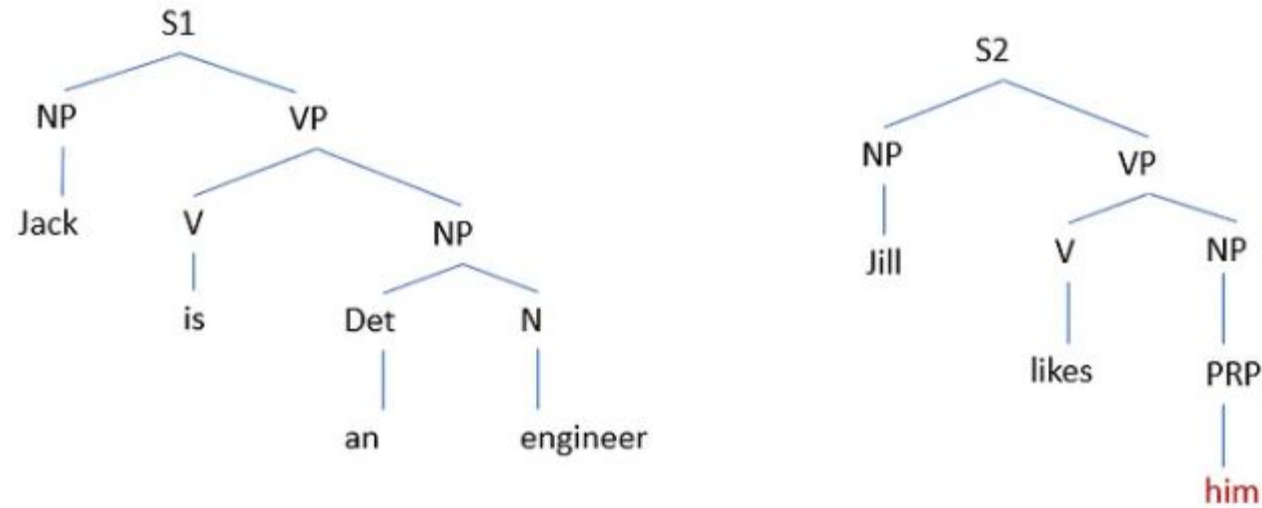 S1
NP VP
Jack V NP
is Det N
an engineer
S2
NP VP
Jill V NP
likes PRP
him